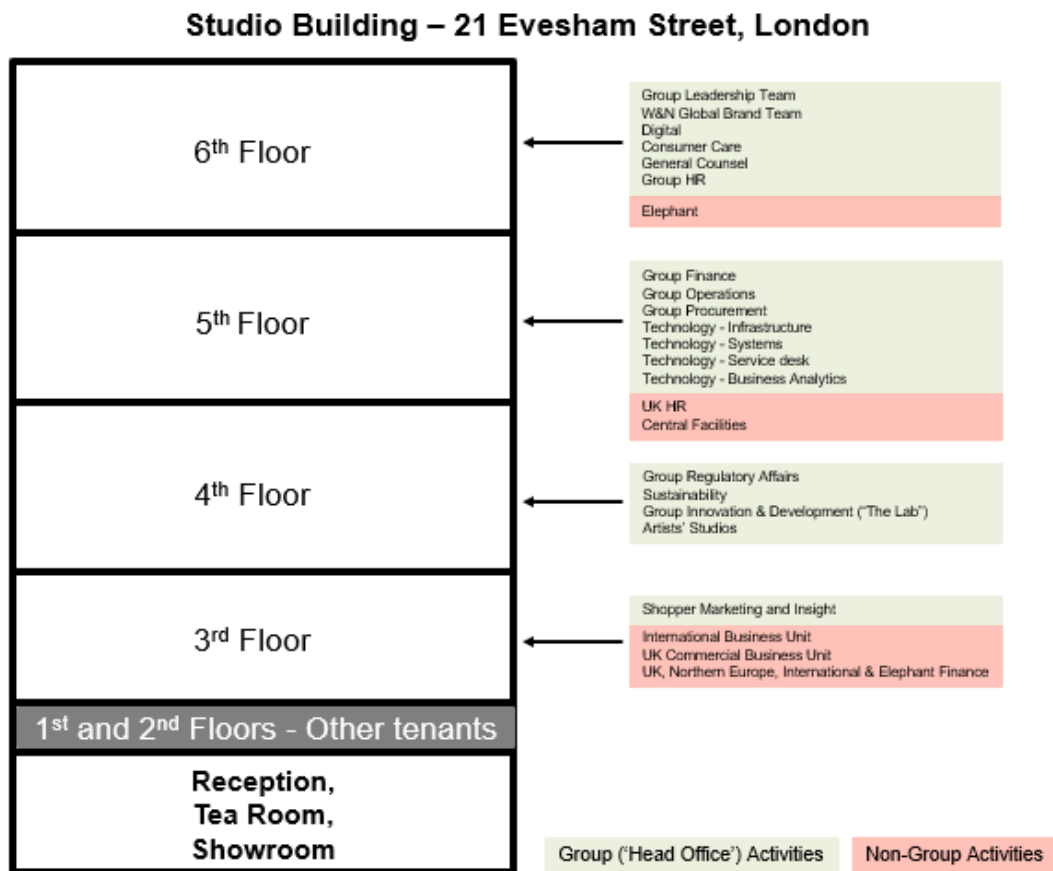 Studio Building – 21 Evesham Street, London
6th Floor
Group Leadership Team
W&N Global Brand Team
Digital
Consumer Care
General Counsel
Group HR
Elephant
5th Floor
Group Finance
Group Operations
Group Procurement
Technology - Infrastructure
Technology - Systems
Technology - Service desk
Technology - Business Analytics
UK HR
Central Facilities
4th Floor
Group Regulatory Affairs
Sustainability
Group Innovation & Development (“The Lab”)
Artists’ Studios
3rd Floor
Shopper Marketing and Insight
International Business Unit
UK Commercial Business Unit
UK, Northern Europe, International & Elephant Finance
1st and 2nd Floors - Other tenants
Reception,
Tea Room,
Showroom
Group (‘Head Office’) Activities
Non-Group Activities